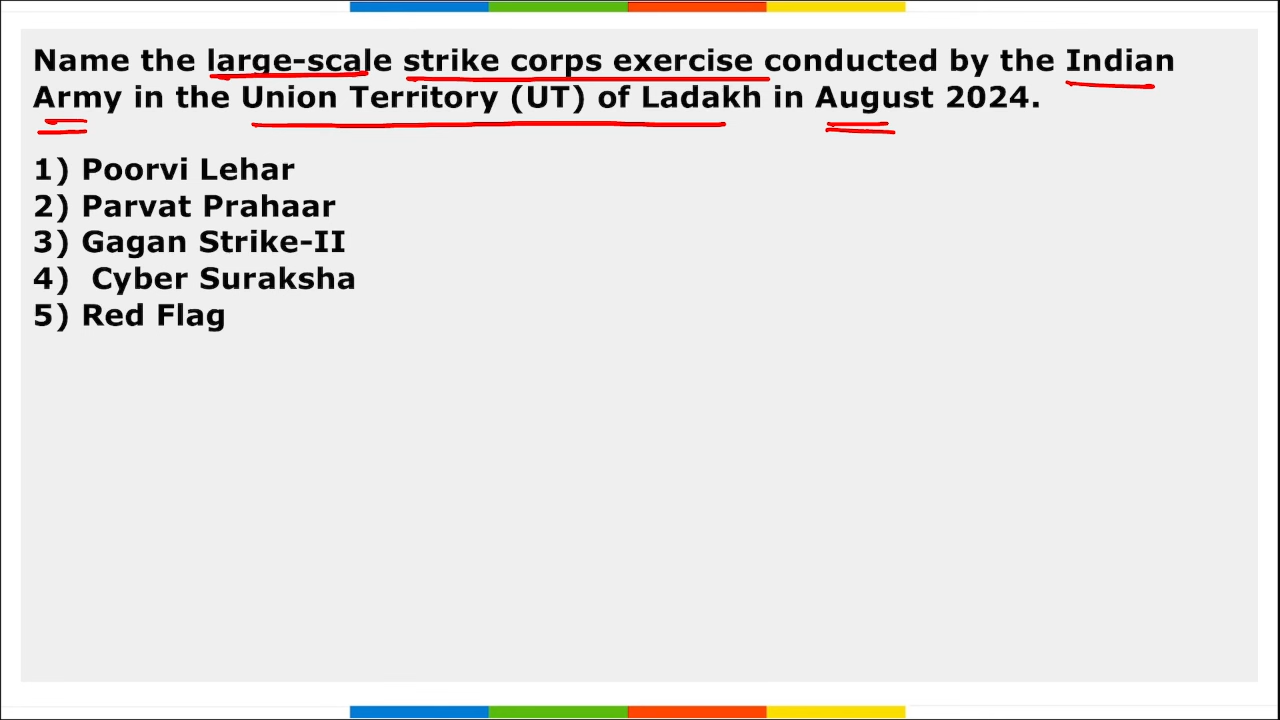 Name the large-scale strike corps exercise conducted by the Indian
Army in the Union Territory (UT) of Ladakh in August 2024.
1) Poorvi Lehar
2) Parvat Prahaar
3) Gagan Strike-II
4) Cyber Suraksha
5) Red Flag